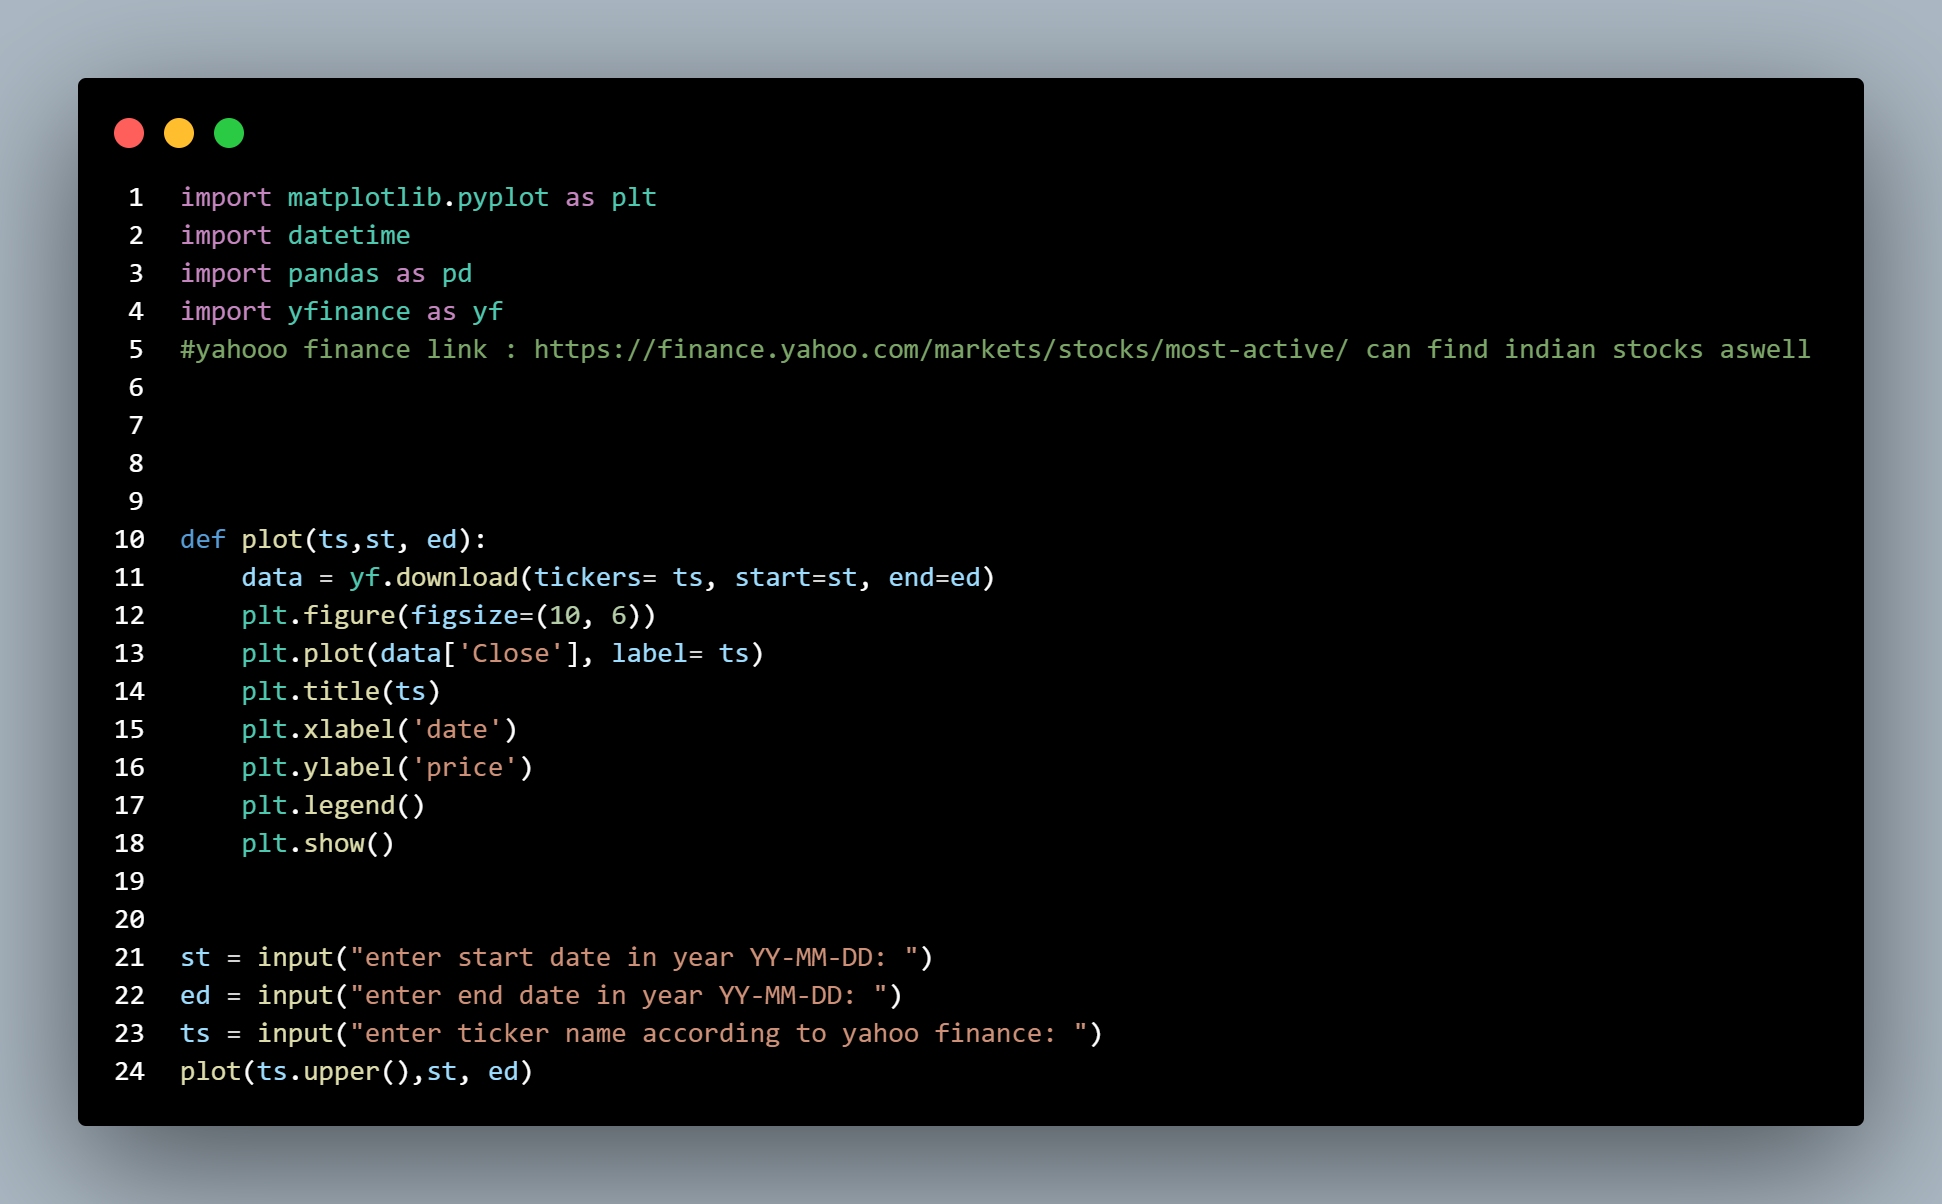 1 import matplotlib.pyplot as plt
2 import datetime
3 import pandas as pd
4 import yfinance as yf
5 #yahooo finance link : https://finance.yahoo.com/markets/stocks/most-active/ can find indian stocks aswell
6
7
8
9
10 def plot(ts,st, ed):
11     data = yf.download(tickers= ts, start=st, end=ed)
12     plt.figure(figsize=(10, 6))
13     plt.plot(data['Close'], label= ts)
14     plt.title(ts)
15     plt.xlabel('date')
16     plt.ylabel('price')
17     plt.legend()
18     plt.show()
19
20
21 st = input("enter start date in year YY-MM-DD: ")
22 ed = input("enter end date in year YY-MM-DD: ")
23 ts = input("enter ticker name according to yahoo finance: ")
24 plot(ts.upper(),st, ed)